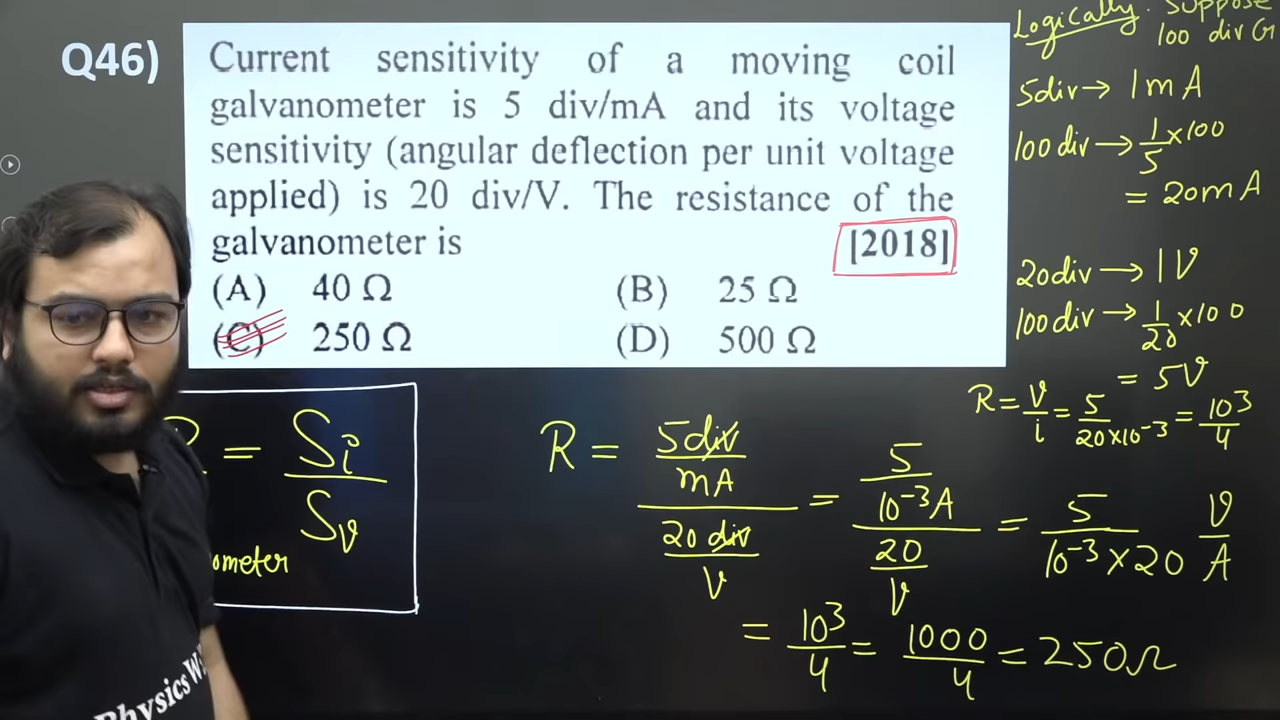 Q46)
Current sensitivity of a moving coil
galvanometer is 5 div/mA and its voltage
sensitivity (angular deflection per unit voltage
applied) is 20 div/V. The resistance of the
galvanometer is [2018]
(A) 40 Ω (B) 25 Ω
(C) 250 Ω (D) 500 Ω
Logically. Suppose
100 div G
5div → 1mA
100 div → 1/5 × 100
= 20mA
20div → 1V
100div → 1/20 × 100
= 5V
R = V/i = 5/20×10⁻³ = 10³/4
R = Si/Sv
ometer
R = (5div/mA)/(20 div/V) = (5/10⁻³A)/(20/V) = 5/10⁻³×20 V/A
= 10³/4 = 1000/4 = 250Ω
Physics W